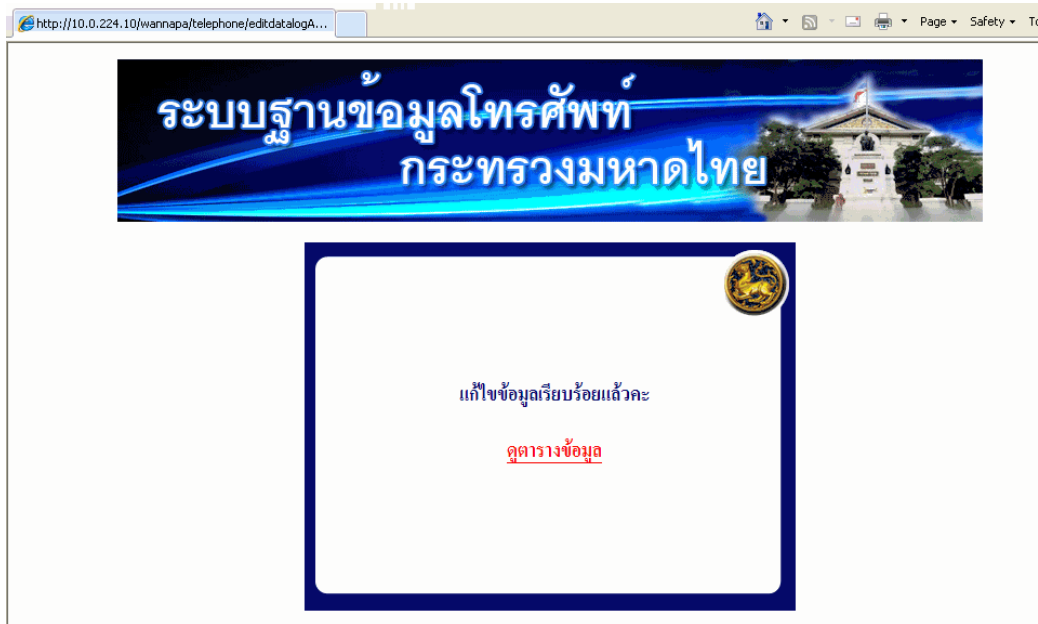 http://10.0.224.10/wannapa/telephone/editdatalogA...
Page Safety To
ระบบฐานข้อมูลโทรศัพท์
กระทรวงมหาดไทย
แก้ไขข้อมูลเรียบร้อยแล้วคะ
ดูตารางข้อมูล